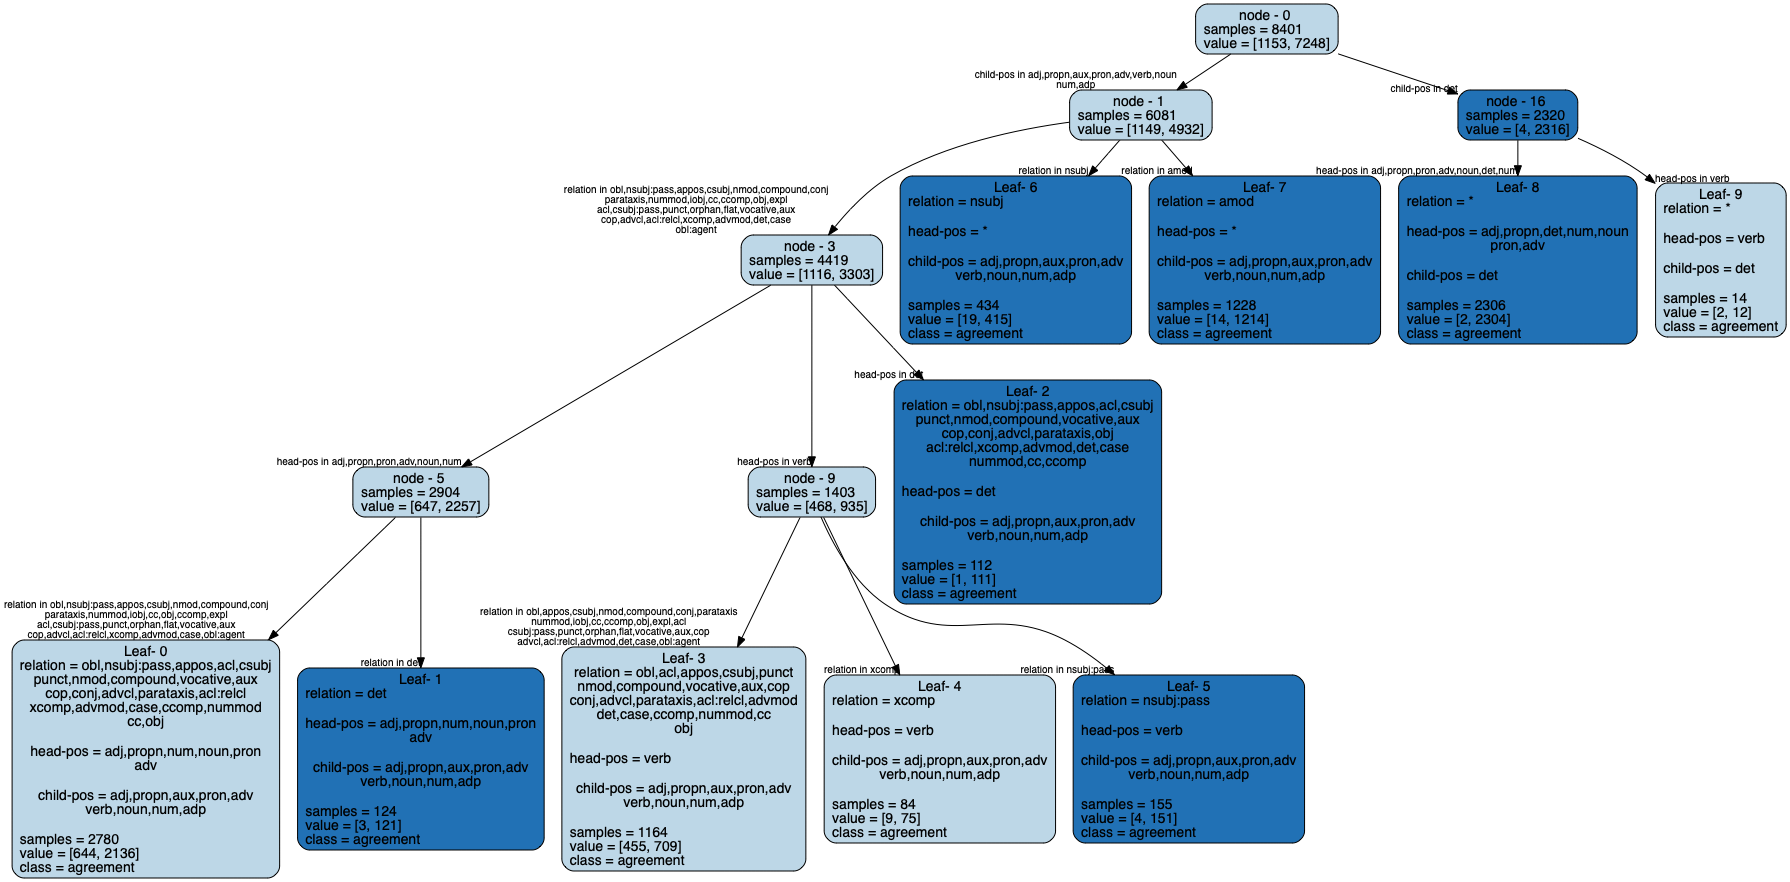 node - 0
samples = 8401
value = [1153, 7248]
child-pos in adj,propn,aux,pron,adv,verb,noun
num,adp
child-pos in det
node - 1
samples = 6081
value = [1149, 4932]
node - 16
samples = 2320
value = [4, 2316]
relation in obl,nsubj:pass,appos,csubj,nmod,compound,conj
parataxis,nummod,iobj,cc,ccomp,obj,expl
acl,csubj:pass,punct,orphan,flat,vocative,aux
cop,advcl,acl:relcl,xcomp,advmod,det,case
obl:agent
relation in nsubj
relation in amod
head-pos in adj,propn,pron,adv,noun,det,num
head-pos in verb
node - 3
samples = 4419
value = [1116, 3303]
Leaf- 6
relation = nsubj
head-pos = *
child-pos = adj,propn,aux,pron,adv
verb,noun,num,adp
samples = 434
value = [19, 415]
class = agreement
Leaf- 7
relation = amod
head-pos = *
child-pos = adj,propn,aux,pron,adv
verb,noun,num,adp
samples = 1228
value = [14, 1214]
class = agreement
Leaf- 8
relation = *
head-pos = adj,propn,det,num,noun
pron,adv
child-pos = det
samples = 2306
value = [2, 2304]
class = agreement
Leaf- 9
relation = *
head-pos = verb
child-pos = det
samples = 14
value = [2, 12]
class = agreement
head-pos in adj,propn,pron,adv,noun,num
head-pos in verb
head-pos in det
node - 5
samples = 2904
value = [647, 2257]
node - 9
samples = 1403
value = [468, 935]
Leaf- 2
relation = obl,nsubj:pass,appos,acl,csubj
punct,nmod,compound,vocative,aux
cop,conj,advcl,parataxis,obj
acl:relcl,xcomp,advmod,det,case
nummod,cc,ccomp
head-pos = det
child-pos = adj,propn,aux,pron,adv
verb,noun,num,adp
samples = 112
value = [1, 111]
class = agreement
relation in obl,nsubj:pass,appos,csubj,nmod,compound,conj
parataxis,nummod,iobj,cc,obj,ccomp,expl
acl,csubj:pass,punct,orphan,flat,vocative,aux
cop,advcl,acl:relcl,xcomp,advmod,case,obl:agent
relation in det
relation in obl,appos,csubj,nmod,compound,conj,parataxis
nummod,iobj,cc,ccomp,obj,expl,acl
csubj:pass,punct,orphan,flat,vocative,aux,cop
advcl,acl:relcl,advmod,det,case,obl:agent
relation in xcomp
relation in nsubj:pass
Leaf- 0
relation = obl,nsubj:pass,appos,acl,csubj
punct,nmod,compound,vocative,aux
cop,conj,advcl,parataxis,acl:relcl
xcomp,advmod,case,ccomp,nummod
cc,obj
head-pos = adj,propn,num,noun,pron
adv
child-pos = adj,propn,aux,pron,adv
verb,noun,num,adp
samples = 2780
value = [644, 2136]
class = agreement
Leaf- 1
relation = det
head-pos = adj,propn,num,noun,pron
adv
child-pos = adj,propn,aux,pron,adv
verb,noun,num,adp
samples = 124
value = [3, 121]
class = agreement
Leaf- 3
relation = obl,acl,appos,csubj,punct
nmod,compound,vocative,aux,cop
conj,advcl,parataxis,acl:relcl,advmod
det,case,ccomp,nummod,cc
obj
head-pos = verb
child-pos = adj,propn,aux,pron,adv
verb,noun,num,adp
samples = 1164
value = [455, 709]
class = agreement
Leaf- 4
relation = xcomp
head-pos = verb
child-pos = adj,propn,aux,pron,adv
verb,noun,num,adp
samples = 84
value = [9, 75]
class = agreement
Leaf- 5
relation = nsubj:pass
head-pos = verb
child-pos = adj,propn,aux,pron,adv
verb,noun,num,adp
samples = 155
value = [4, 151]
class = agreement